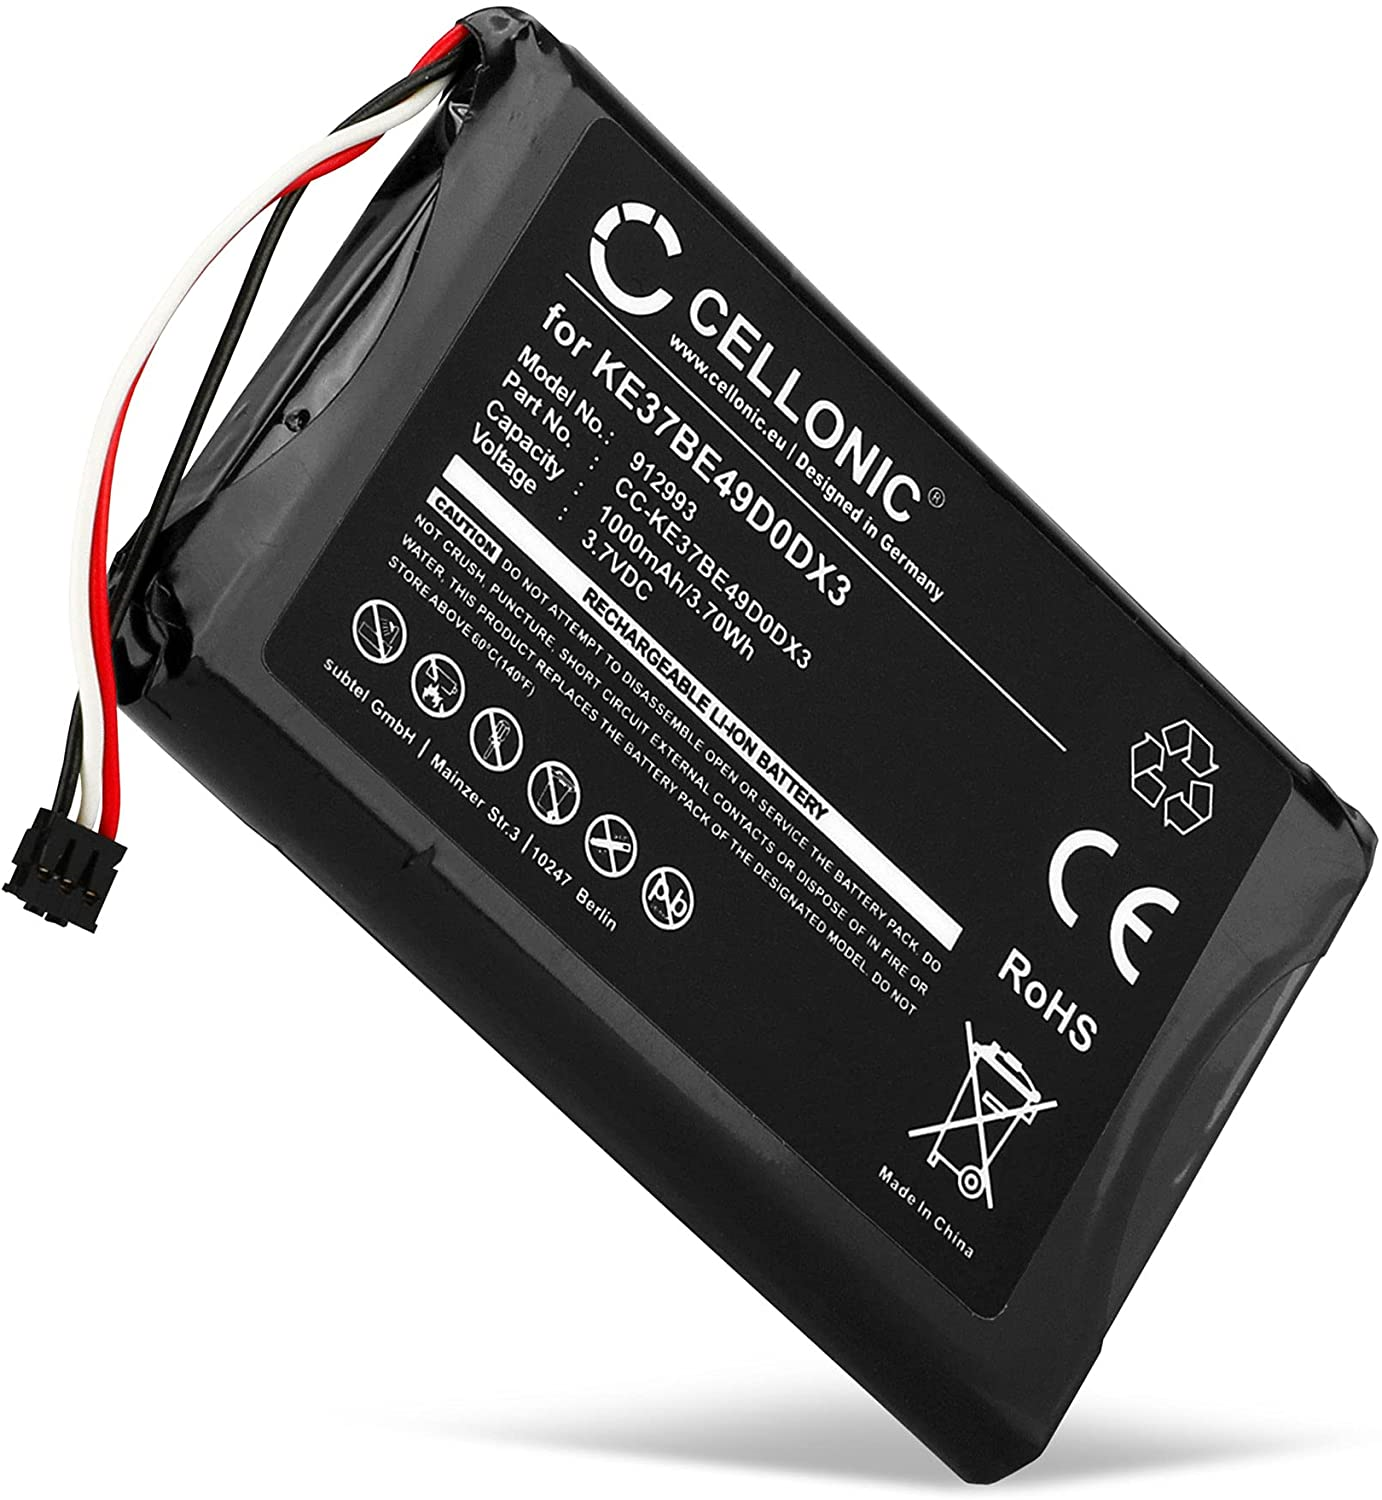 CELLONIC®
www.cellonic.eu | Designed in Germany
for KE37BE49D0DX3
Model No. : 912993
Part No. : CC-KE37BE49D0DX3
Capacity : 1000mAh/3.70Wh
Voltage : 3.7VDC
RECHARGEABLE LI-ION BATTERY
CAUTION DO NOT ATTEMPT TO DISASSEMBLE OPEN OR SERVICE THE BATTERY PACK. DO
NOT CRUSH, PUNCTURE, SHORT CIRCUIT EXTERNAL CONTACTS OR DISPOSE OF IN FIRE OR
WATER, THIS PRODUCT REPLACES THE BATTERY PACK OF THE DESIGNATED MODEL. DO NOT
STORE ABOVE 60°C(140°F)
Pb
subtel GmbH | Mainzer Str.3 | 10247 Berlin
CE
RoHS
Made In China